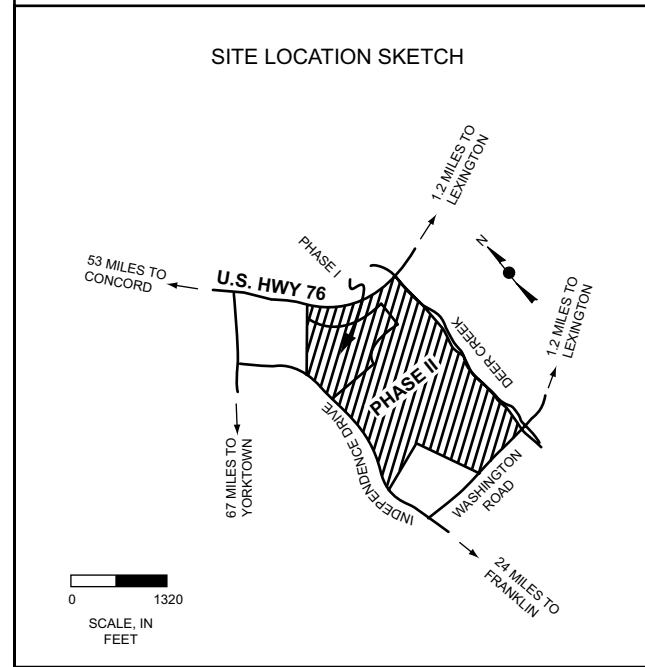 SITE LOCATION SKETCH
1.2 MILES TO
LEXINGTON
PHASE I
N
53 MILES TO
CONCORD
U.S. HWY 76
DEER CREEK
1.2 MILES TO
LEXINGTON
PHASE II
67 MILES TO
YORKTOWN
INDEPENDENCE DRIVE
WASHINGTON
ROAD
24 MILES TO
FRANKLIN
0 1320
SCALE, IN
FEET